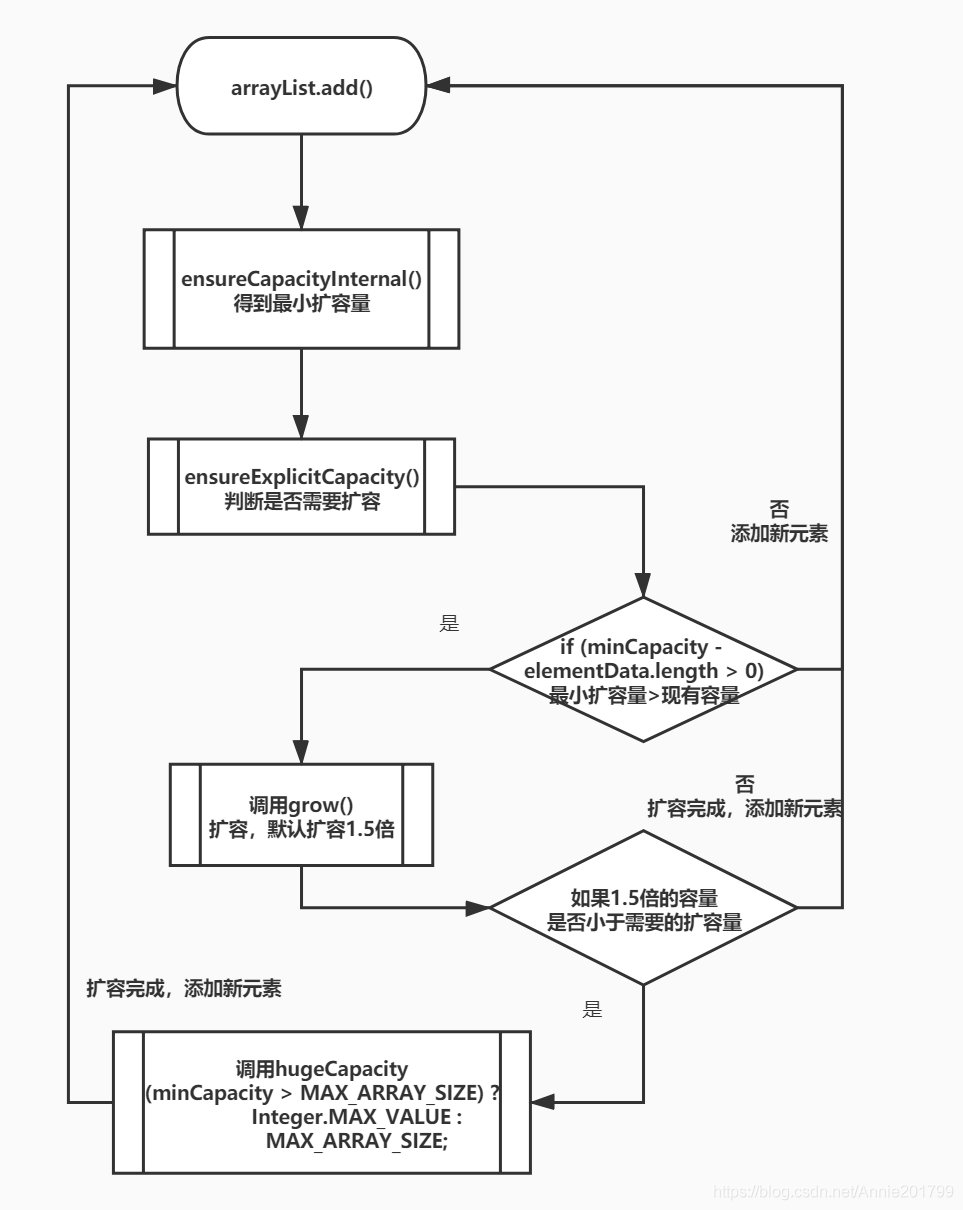 arrayList.add()
ensureCapacityInternal()
得到最小扩容量
ensureExplicitCapacity()
判断是否需要扩容
否
添加新元素
是
if (minCapacity -
elementData.length > 0)
最小扩容量>现有容量
调用grow()
扩容，默认扩容1.5倍
否
扩容完成，添加新元素
如果1.5倍的容量
是否小于需要的扩容量
扩容完成，添加新元素
是
调用hugeCapacity
(minCapacity > MAX_ARRAY_SIZE) ?
Integer.MAX_VALUE :
MAX_ARRAY_SIZE;
https://blog.csdn.net/Annie201799